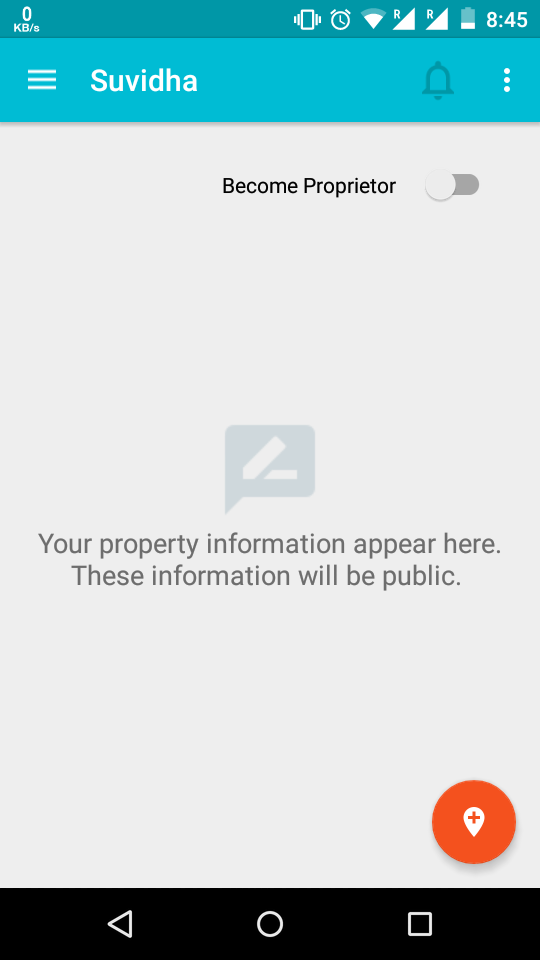 0
KB/s
R
R
8:45
Suvidha
Become Proprietor
Your property information appear here.
These information will be public.